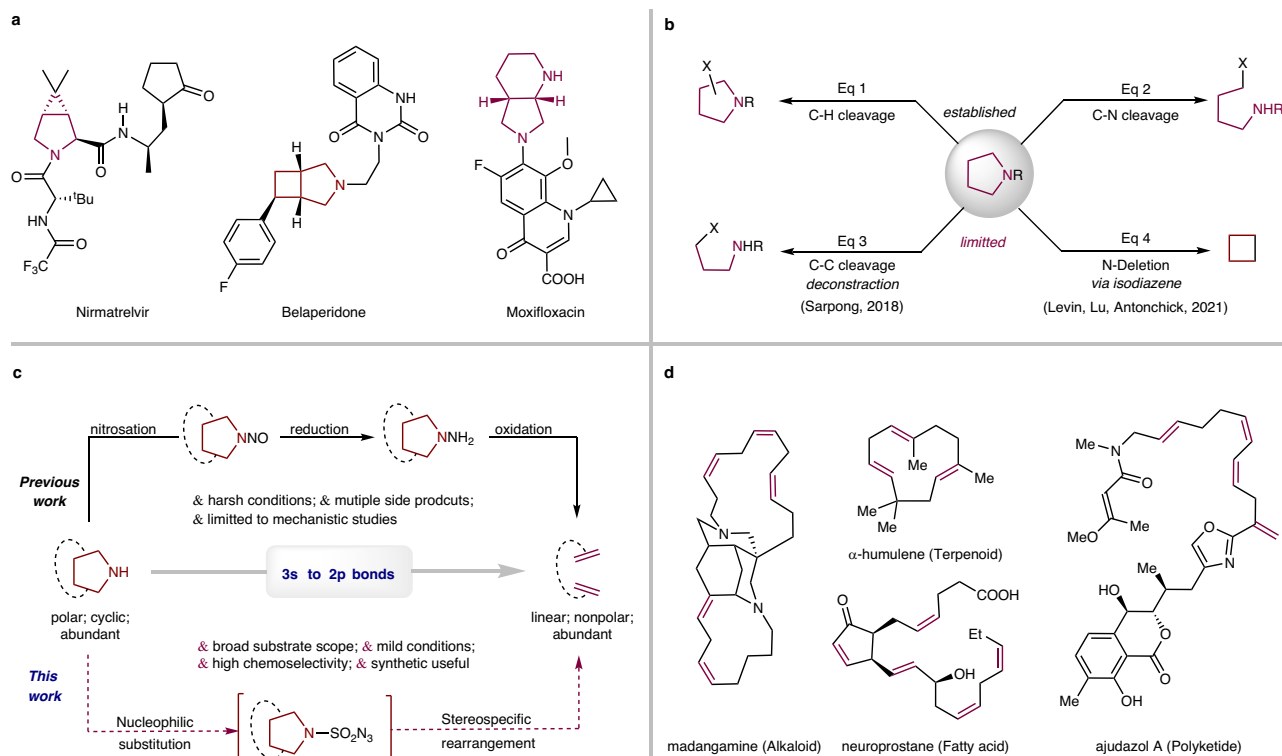 a
H
N
O
N
O
O
N
H
CH3
tBu
HN
O
F3C
Nirmatrelvir
NH
O
N
O
H
N
H
F
Belaperidone
NH
H
H
N
F
O
N
O
COOH
Moxifloxacin
b
X
NR
Eq 1
C-H cleavage
established
Eq 2
C-N cleavage
X
NHR
NR
X
NHR
Eq 3
C-C cleavage
deconstraction
(Sarpong, 2018)
limitted
Eq 4
N-Deletion
via isodiazene
(Levin, Lu, Antonchick, 2021)
c
nitrosation
NNO
reduction
NNH2
oxidation
Previous
work
& harsh conditions; & mutiple side prodcuts;
& limitted to mechanistic studies
NH
3s to 2p bonds
polar; cyclic;
abundant
linear; nonpolar;
abundant
& broad substrate scope; & mild conditions;
& high chemoselectivity; & synthetic useful
This
work
Nucleophilic
substitution
N
SO2N3
Stereospecific
rearrangement
d
N
N
madangamine (Alkaloid)
Me
Me
Me
Me
α-humulene (Terpenoid)
O
COOH
Et
OH
neuroprostane (Fatty acid)
Me
N
O
MeO
Me
O
N
Me
HO
O
O
Me
OH
ajudazol A (Polyketide)